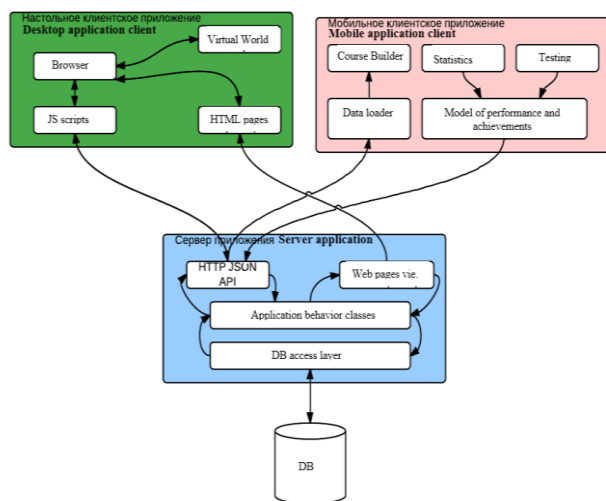 Настольное клиентское приложение
Desktop application client
Virtual World
Browser
JS scripts
HTML pages
Мобильное клиентское приложение
Mobile application client
Course Builder
Statistics
Testing
Data loader
Model of performance and
achievements
Сервер приложения Server application
HTTP JSON
API
Web pages vie.
Application behavior classes
DB access layer
DB